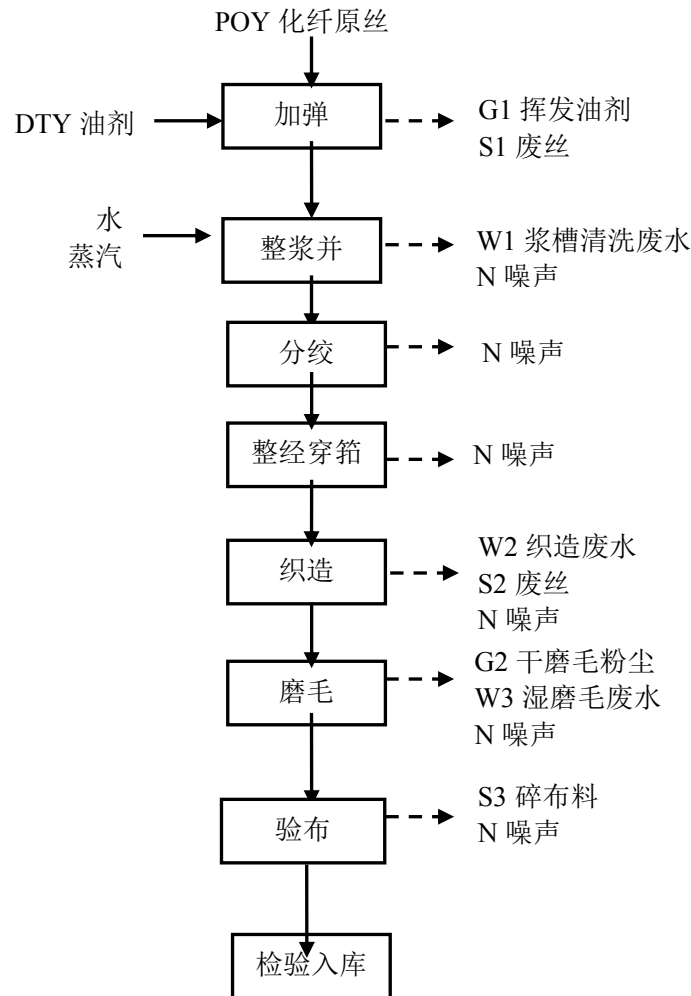 POY 化纤原丝
DTY 油剂
加弹
G1 挥发油剂
S1 废丝
水
蒸汽
整浆并
W1 浆槽清洗废水
N 噪声
分绞
N 噪声
整经穿筘
N 噪声
织造
W2 织造废水
S2 废丝
N 噪声
磨毛
G2 干磨毛粉尘
W3 湿磨毛废水
N 噪声
验布
S3 碎布料
N 噪声
检验入库